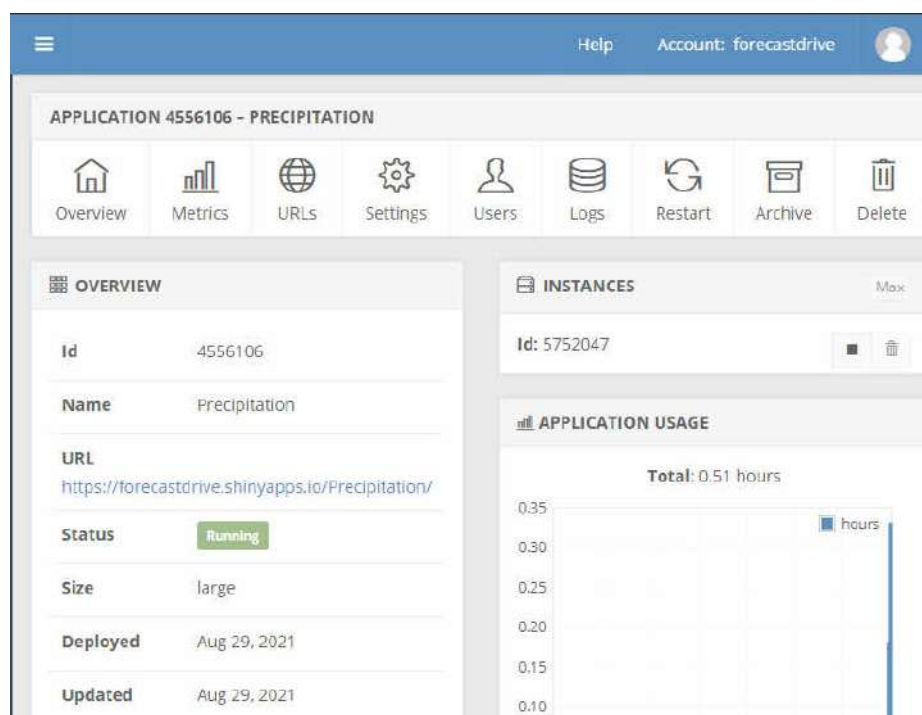 Help Account: forecastdrive
APPLICATION 4556106 – PRECIPITATION
Overview Metrics URLs Settings Users Logs Restart Archive Delete
OVERVIEW
Id 4556106
Name Precipitation
URL
https://forecastdrive.shinyapps.io/Precipitation/
Status Running
Size large
Deployed Aug 29, 2021
Updated Aug 29, 2021
INSTANCES Max
Id: 5752047
APPLICATION USAGE
Total: 0.51 hours
0.35
hours
0.30
0.25
0.20
0.15
0.10